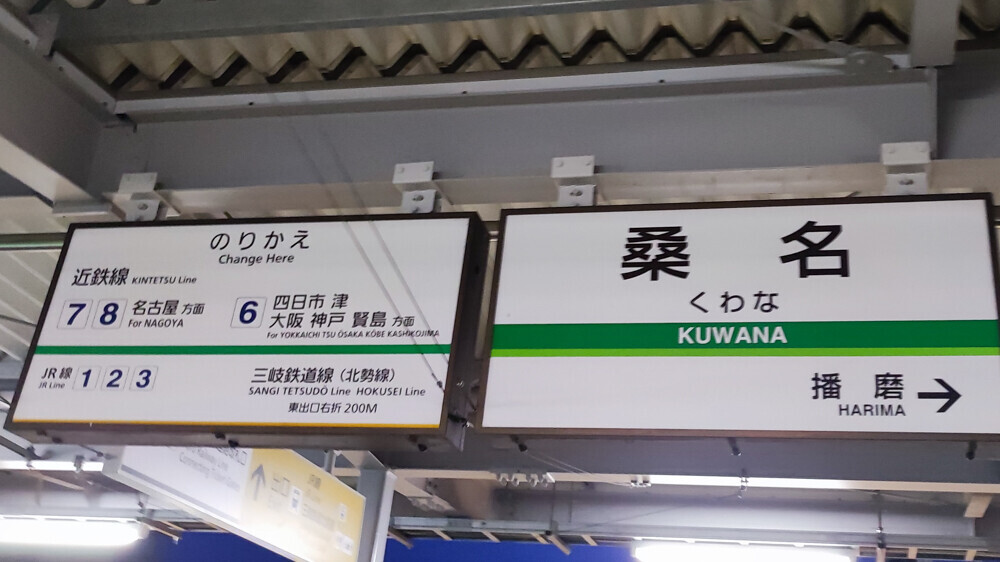 のりかえ
Change Here
近鉄線 KINTETSU Line
7 8 名古屋 方面
For NAGOYA
6 四日市 津
大阪 神戸 賢島 方面
For YOKKAICHI TSU ŌSAKA KŌBE KASHIKOJIMA
JR線
JR Line
1 2 3
三岐鉄道線（北勢線）
SANGI TETSUDŌ Line HOKUSEI Line
東出口右折 200M
桑名
くわな
KUWANA
播磨 →
HARIMA
↑ 出口